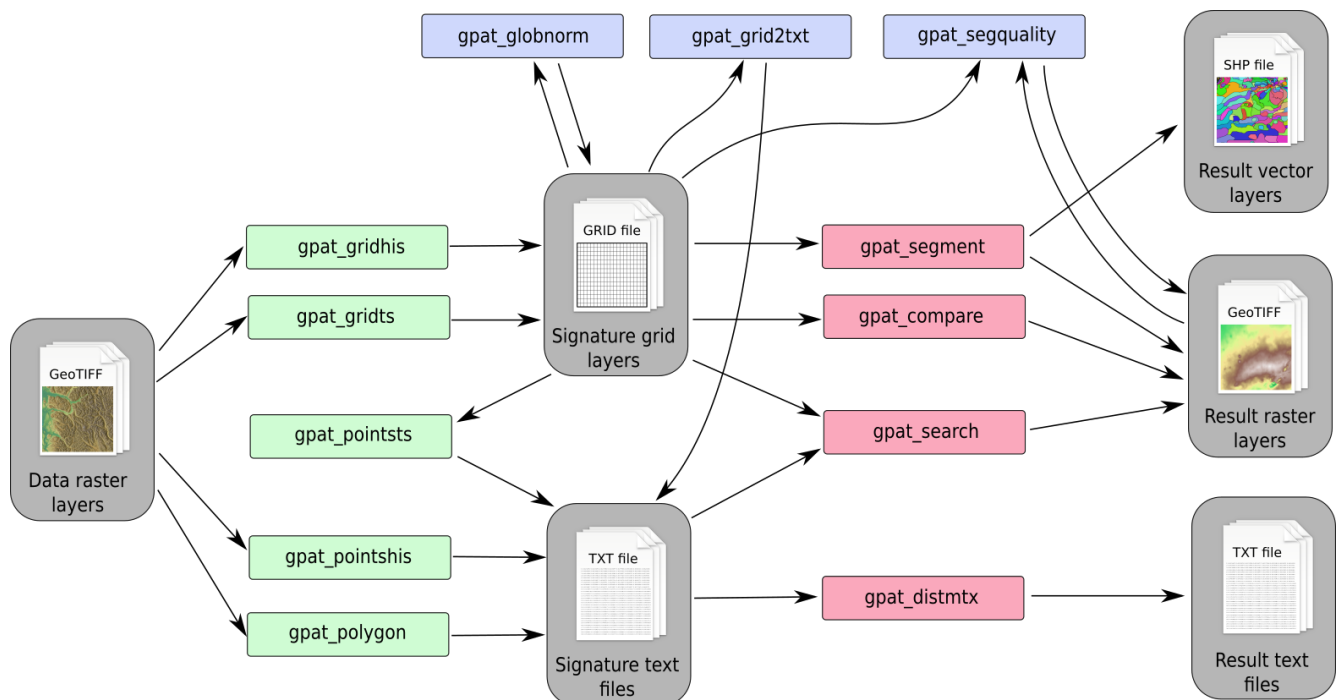 gpat_globnorm
gpat_grid2txt
gpat_segquality
SHP file
Result vector
layers
gpat_gridhis
GRID file
Signature grid
layers
gpat_segment
gpat_gridts
gpat_compare
GeoTIFF
Result raster
layers
GeoTIFF
Data raster
layers
gpat_pointsts
gpat_search
gpat_pointshis
TXT file
Signature text
files
gpat_distmtx
TXT file
Result text
files
gpat_polygon